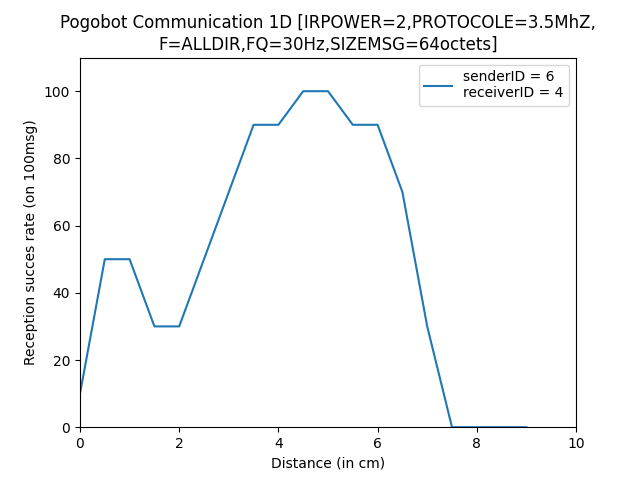 Pogobot Communication 1D [IRPOWER=2,PROTOCOLE=3.5MhZ,
F=ALLDIR,FQ=30Hz,SIZEMSG=64octets]
senderID = 6
receiverID = 4
Reception succes rate (on 100msg)
100
80
60
40
20
0
0 2 4 6 8 10
Distance (in cm)